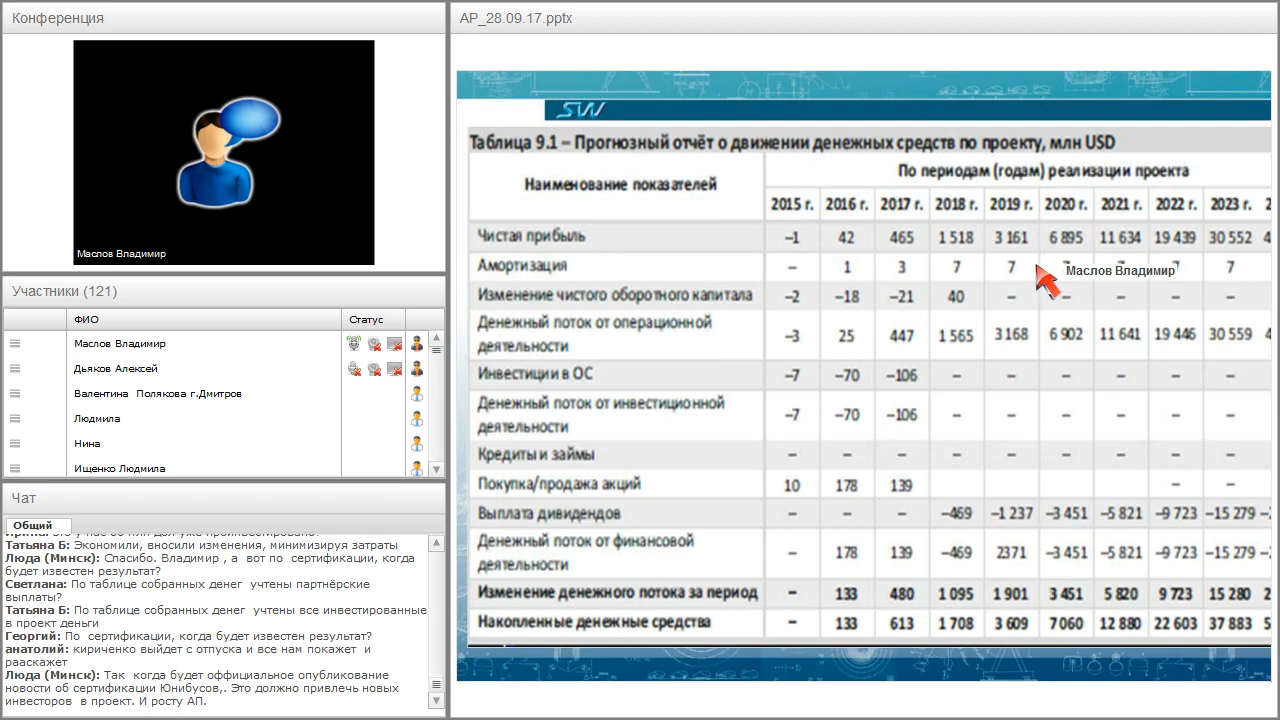 Конференция
Маслов Владимир
Участники (121)
ФИО Статус
Маслов Владимир
Дьяков Алексей
Валентина Полякова г.Дмитров
Людмила
Нина
Ищенко Людмила
Чат
Общий
Татьяна Б: Экономили, вносили изменения, минимизируя затраты
Люда (Минск): Спасибо. Владимир , а вот по сертификации, когда
будет известен результат?
Светлана: По таблице собранных денег учтены партнёрские
выплаты?
Татьяна Б: По таблице собранных денег учтены все инвестированные
в проект деньги
Георгий: По сертификации, когда будет известен результат?
анатолий: кириченко выйдет с отпуска и все нам покажет и
рааскажет
Люда (Минск): Так когда будет оффициальное опубликование
новости об сертификации Юнибусов,. Это должно привлечь новых
инвесторов в проект. И росту АП.
AP_28.09.17.pptx
SW
Таблица 9.1 – Прогнозный отчёт о движении денежных средств по проекту, млн USD
Наименование показателей По периодам (годам) реализации проекта
2015 г. 2016 г. 2017 г. 2018 г. 2019 г. 2020 г. 2021 г. 2022 г. 2023 г. 2
Чистая прибыль –1 42 465 1 518 3 161 6 895 11 634 19 439 30 552 4
Амортизация – 1 3 7 7 7
Маслов Владимир
Изменение чистого оборотного капитала –2 –18 –21 40 – – – – –
Денежный поток от операционной
деятельности –3 25 447 1 565 3 168 6 902 11 641 19 446 30 559 4
Инвестиции в ОС –7 –70 –106 – – – – – –
Денежный поток от инвестиционной
деятельности –7 –70 –106 – – – – – –
Кредиты и займы – – – – – – – – –
Покупка/продажа акций 10 178 139 – –
Выплата дивидендов – – – –469 –1 237 –3 451 –5 821 –9 723 –15 279 –2
Денежный поток от финансовой
деятельности – 178 139 –469 2371 –3 451 –5 821 –9 723 –15 279 –2
Изменение денежного потока за период – 133 480 1 095 1 901 3 451 5 820 9 723 15 280 2
Накопленные денежные средства – 133 613 1 708 3 609 7 060 12 880 22 603 37 883 5